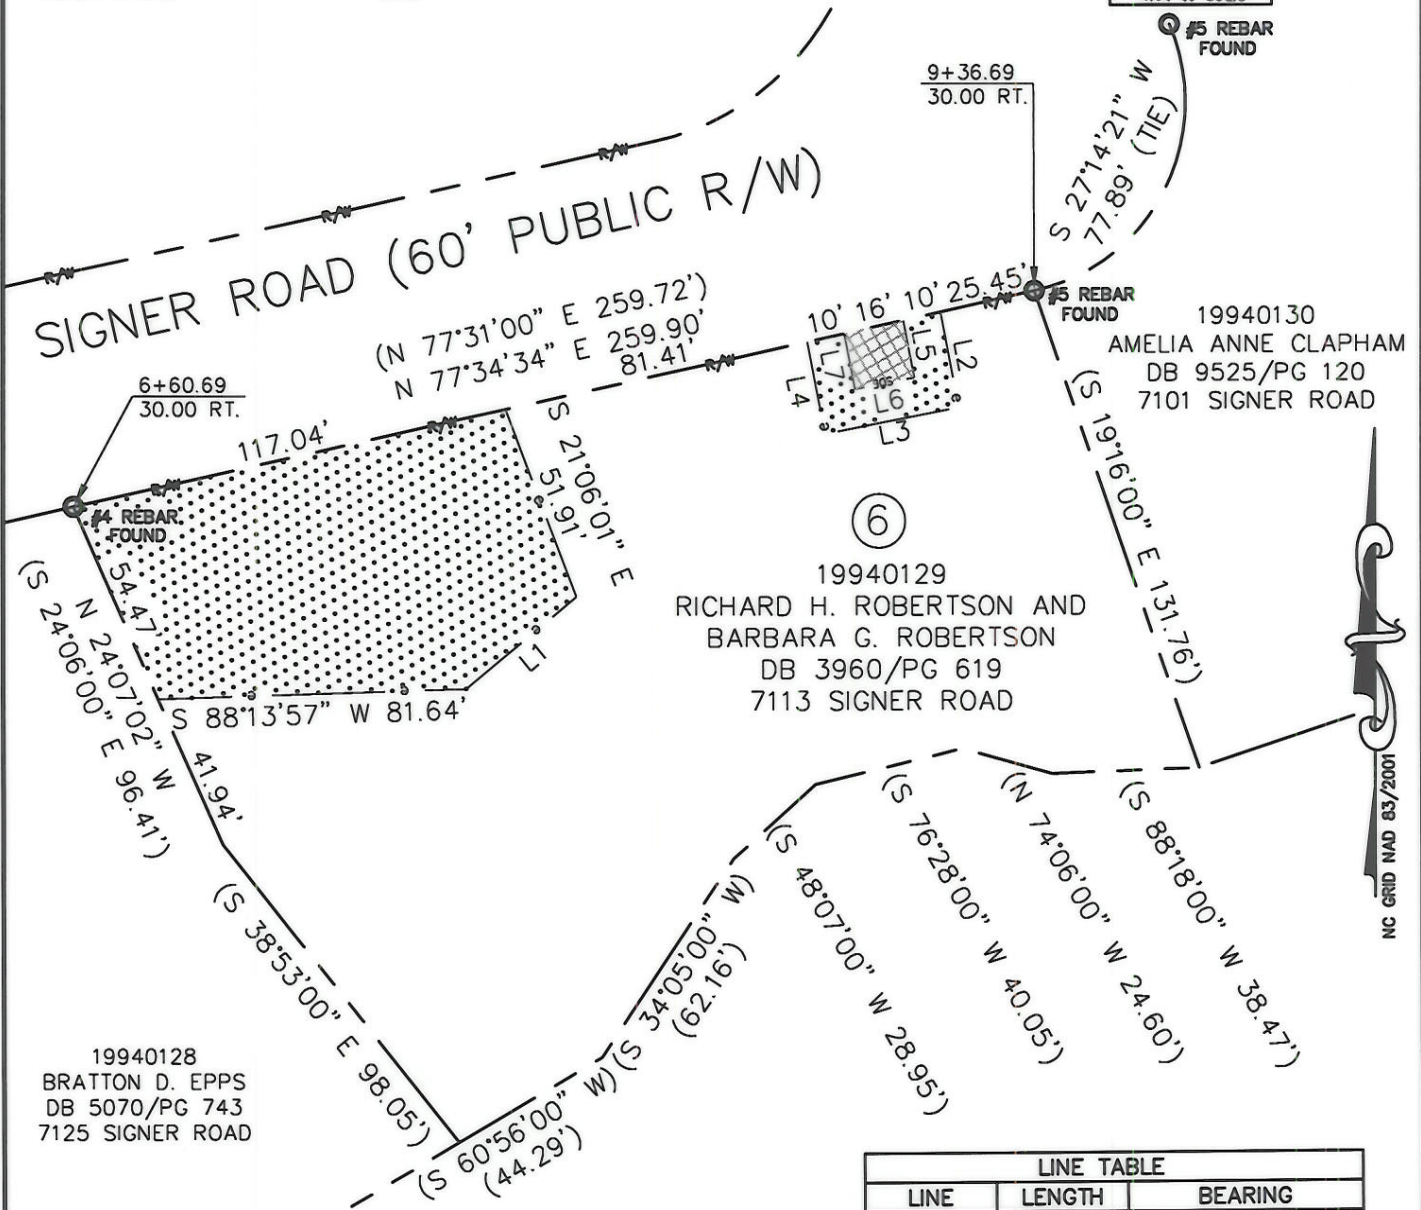 #5 REBAR
FOUND
9+36.69
30.00 RT.
S 27°14'21" W
77.89' (TIE)
R/W
R/W
R/W
SIGNER ROAD (60' PUBLIC R/W)
(N 77°31'00" E 259.72')
N 77°34'34" E 259.90'
81.41'
R/W
10' 16' 10' 25.45'
R/W
#5 REBAR
FOUND
L7
L5
L2
L4
30S
L6
L3
e
e
19940130
AMELIA ANNE CLAPHAM
DB 9525/PG 120
7101 SIGNER ROAD
6+60.69
30.00 RT.
117.04'
R/W
R/W
#4 REBAR
FOUND
S 21°06'01" E
51.91'
e
(S 19°16'00" E 131.76')
6
19940129
RICHARD H. ROBERTSON AND
BARBARA G. ROBERTSON
DB 3960/PG 619
7113 SIGNER ROAD
54.47'
e
L1
e
e
S 88°13'57" W 81.64'
N 24°07'02" W
(S 24°06'00" E 96.41')
41.94'
NC GRID NAD 83/2001
(S 38°53'00" E 98.05')
(S 60°56'00" W)
(44.29')
(S 34°05'00" W)
(62.16')
(S 48°07'00" W 28.95')
(S 76°28'00" W 40.05')
(N 74°06'00" W 24.60')
(S 88°18'00" W 38.47')
19940128
BRATTON D. EPPS
DB 5070/PG 743
7125 SIGNER ROAD
LINE TABLE
LINE LENGTH BEARING